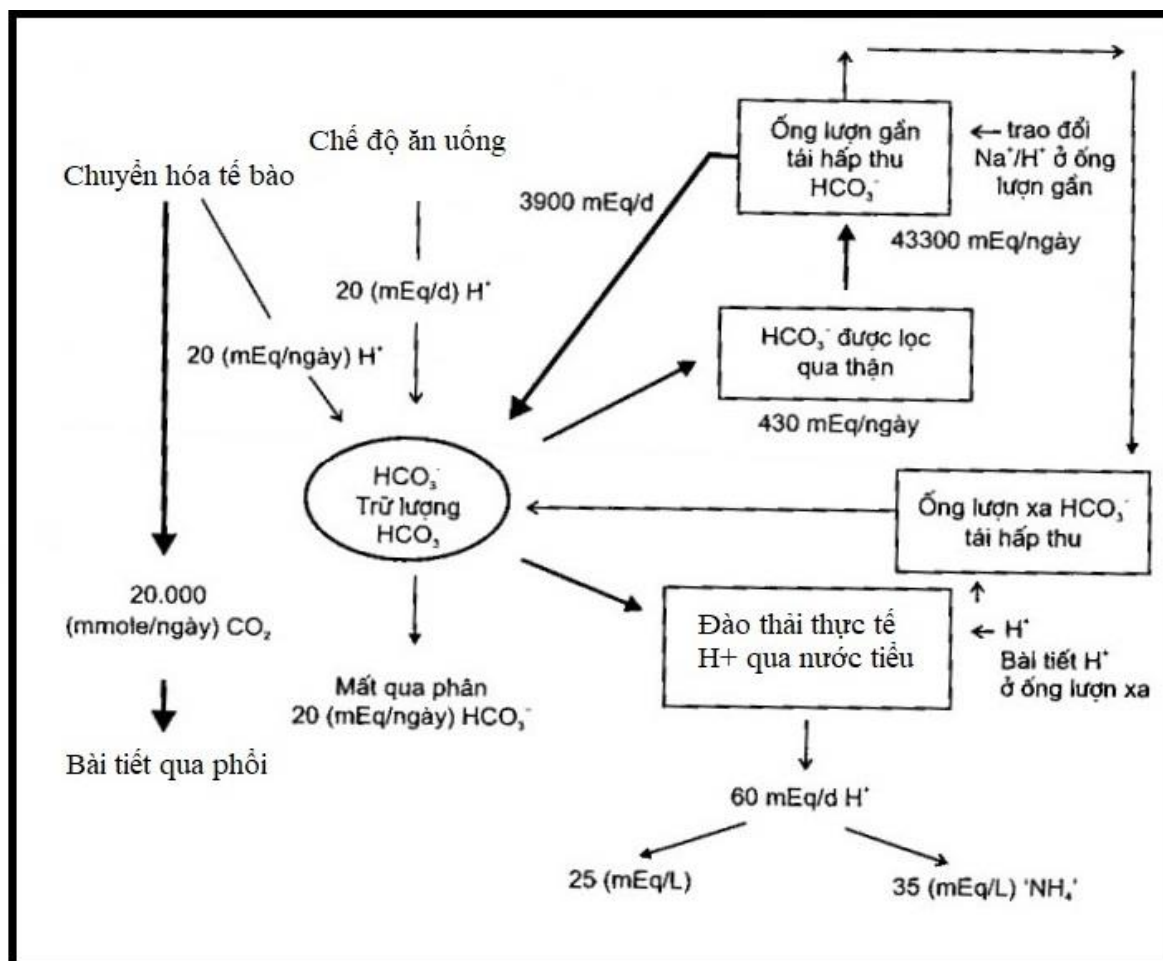 Chuyển hóa tế bào
Chế độ ăn uống
20 (mEq/d) H⁺
20 (mEq/ngày) H⁺
3900 mEq/d
Ống lượn gần
tái hấp thu
HCO₃⁻
← trao đổi
Na⁺/H⁺ ở ống
lượn gần
43300 mEq/ngày
HCO₃⁻ được lọc
qua thận
430 mEq/ngày
HCO₃⁻
Trữ lượng
HCO₃
Ống lượn xa HCO₃⁻
tái hấp thu
20.000
(mmole/ngày) CO₂
Bài tiết qua phổi
Mất qua phân
20 (mEq/ngày) HCO₃⁻
Đào thải thực tế
H+ qua nước tiểu
← H⁺
Bài tiết H⁺
ở ống lượn xa
60 mEq/d H⁺
25 (mEq/L)
35 (mEq/L) 'NH₄'